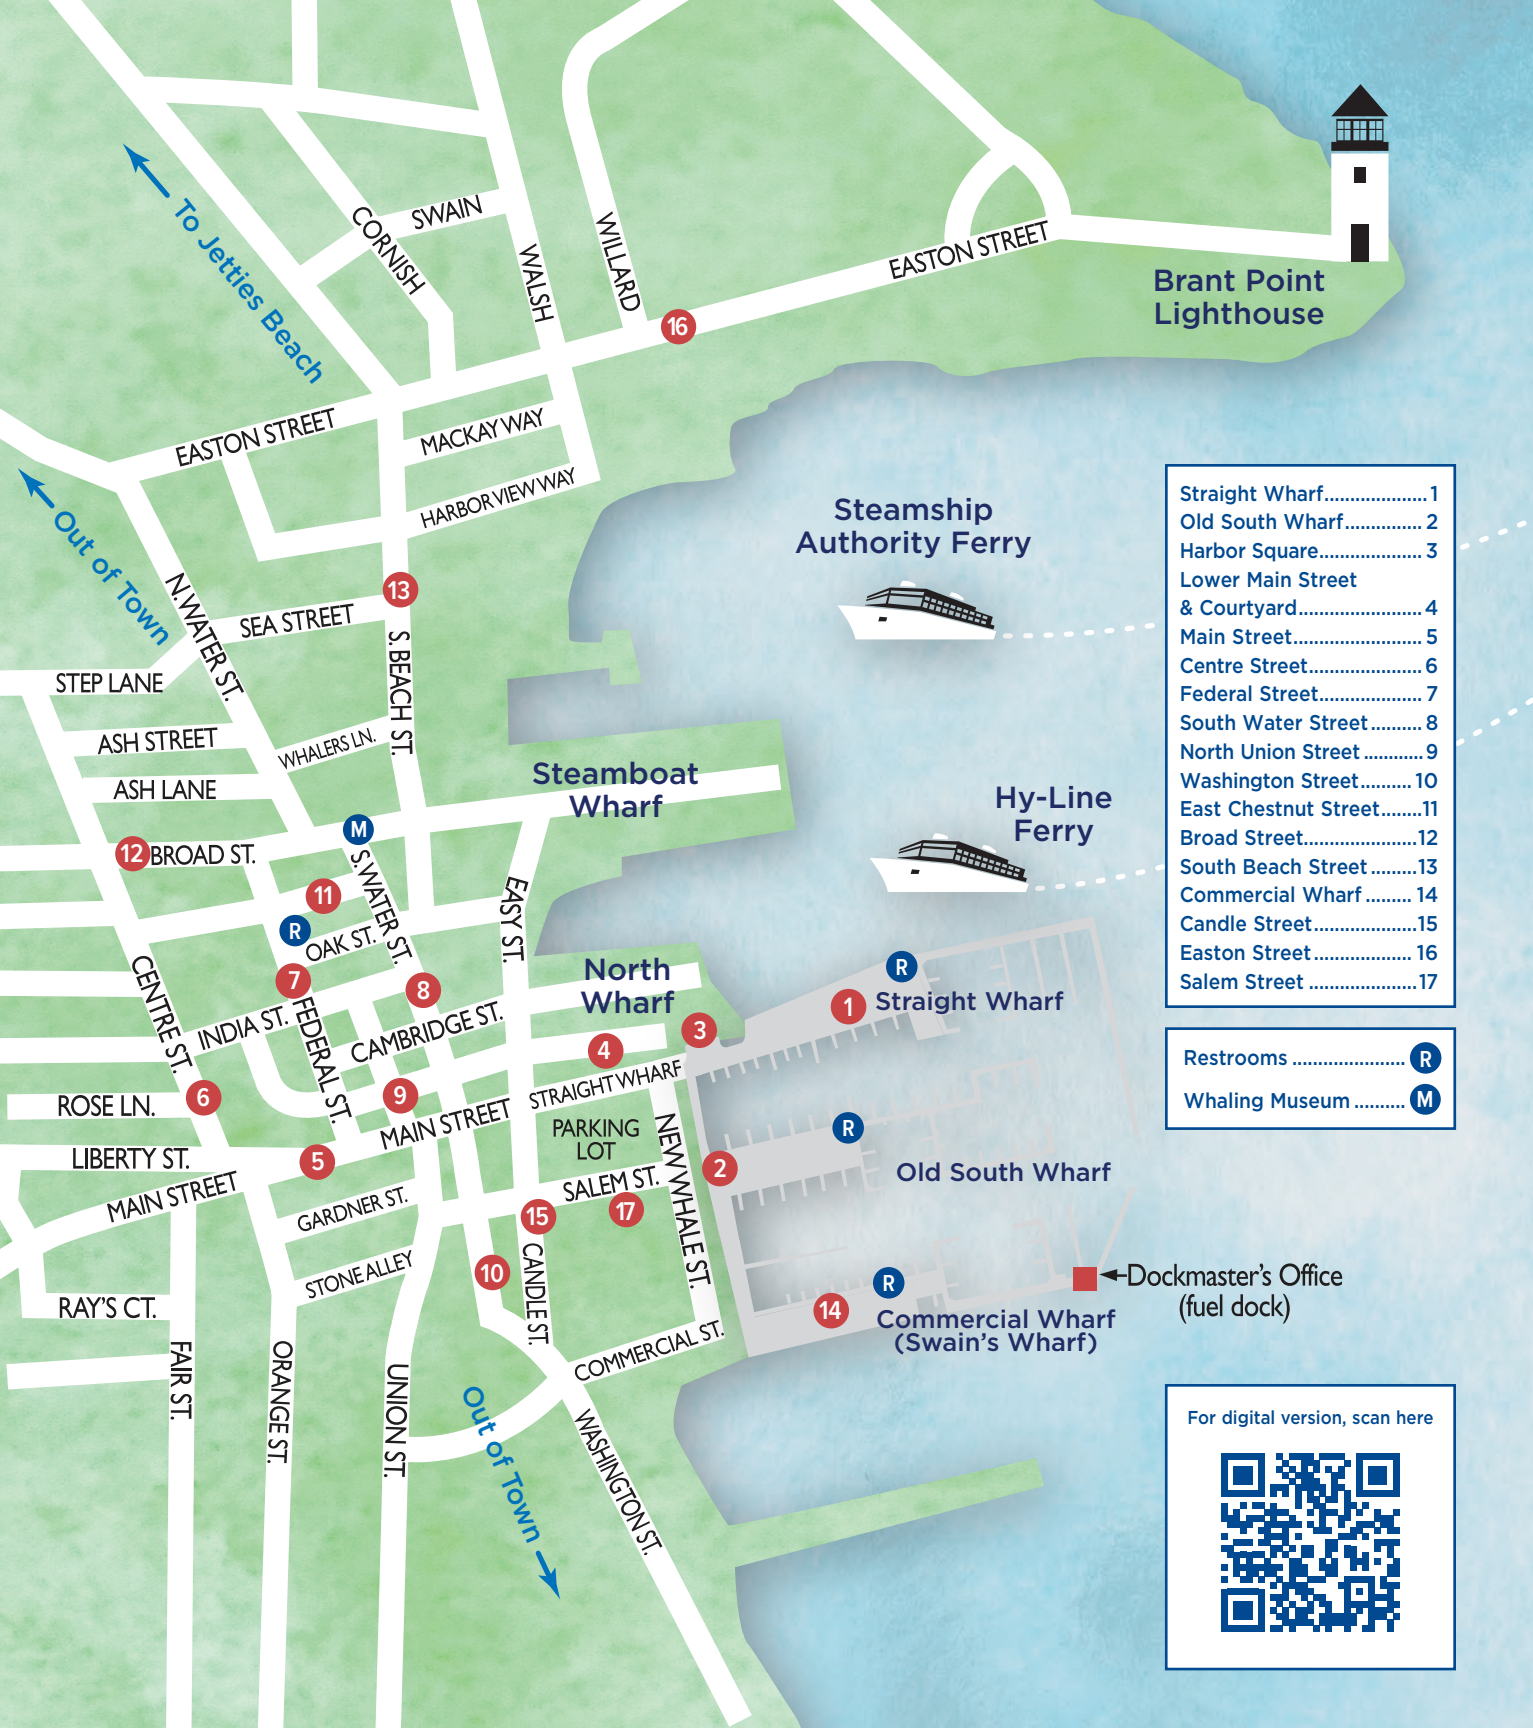 SWAIN
CORNISH
WALSH
WILLARD
To Jetties Beach
EASTON STREET
16
Brant Point
Lighthouse
EASTON STREET
MACKAY WAY
HARBOR VIEW WAY
Out of Town
N. WATER ST.
13
SEA STREET
S. BEACH ST.
STEP LANE
ASH STREET
WHALERS LN.
ASH LANE
Steamship
Authority Ferry
Steamboat
Wharf
Hy-Line
Ferry
M
12
BROAD ST.
S. WATER ST.
11
R
OAK ST.
EASY ST.
7
8
CENTRE ST.
INDIA ST.
FEDERAL ST.
CAMBRIDGE ST.
North
Wharf
3
4
R
1
Straight Wharf
6
ROSE LN.
9
STRAIGHT WHARF
MAIN STREET
PARKING
LOT
NEW WHALE ST.
R
LIBERTY ST.
5
2
Old South Wharf
MAIN STREET
GARDNER ST.
SALEM ST.
15
17
STONE ALLEY
10
CANDLE ST.
RAY'S CT.
R
14
Commercial Wharf
(Swain's Wharf)
Dockmaster's Office
(fuel dock)
COMMERCIAL ST.
FAIR ST.
ORANGE ST.
UNION ST.
Out of Town
WASHINGTON ST.
Straight Wharf....................1
Old South Wharf............... 2
Harbor Square.................... 3
Lower Main Street
& Courtyard........................ 4
Main Street......................... 5
Centre Street...................... 6
Federal Street.................... 7
South Water Street.......... 8
North Union Street ............9
Washington Street..........10
East Chestnut Street........11
Broad Street......................12
South Beach Street .........13
Commercial Wharf ......... 14
Candle Street....................15
Easton Street ................... 16
Salem Street .....................17
Restrooms ...................... R
Whaling Museum .......... M
For digital version, scan here